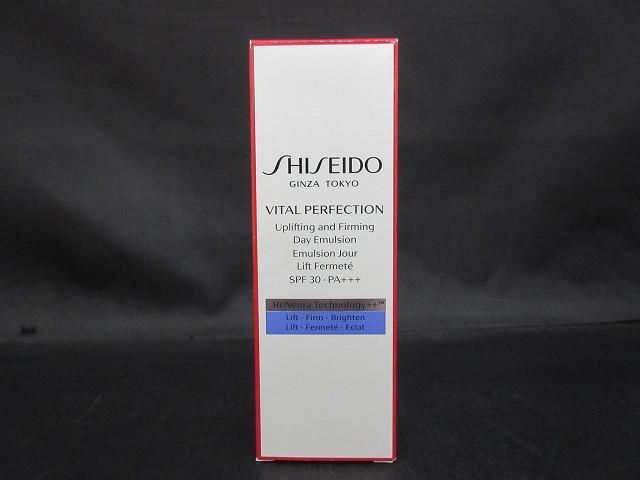 SHISEIDO
GINZA TOKYO
VITAL PERFECTION
Uplifting and Firming
Day Emulsion
Emulsion Jour
Lift Fermeté
SPF 30 · PA+++
ReNeura Technology++™
Lift - Firm - Brighten
Lift - Fermeté - Eclat